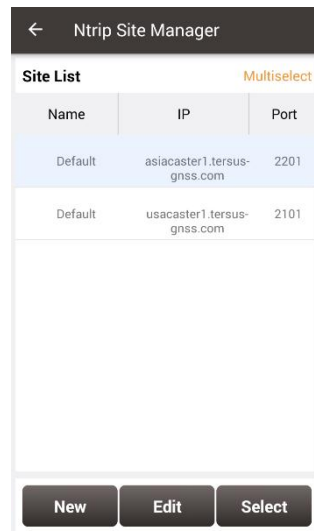 ← Ntrip Site Manager
Site List Multiselect
Name IP Port
Default asiacaster1.tersus-gnss.com 2201
Default usacaster1.tersus-gnss.com 2101
New Edit Select